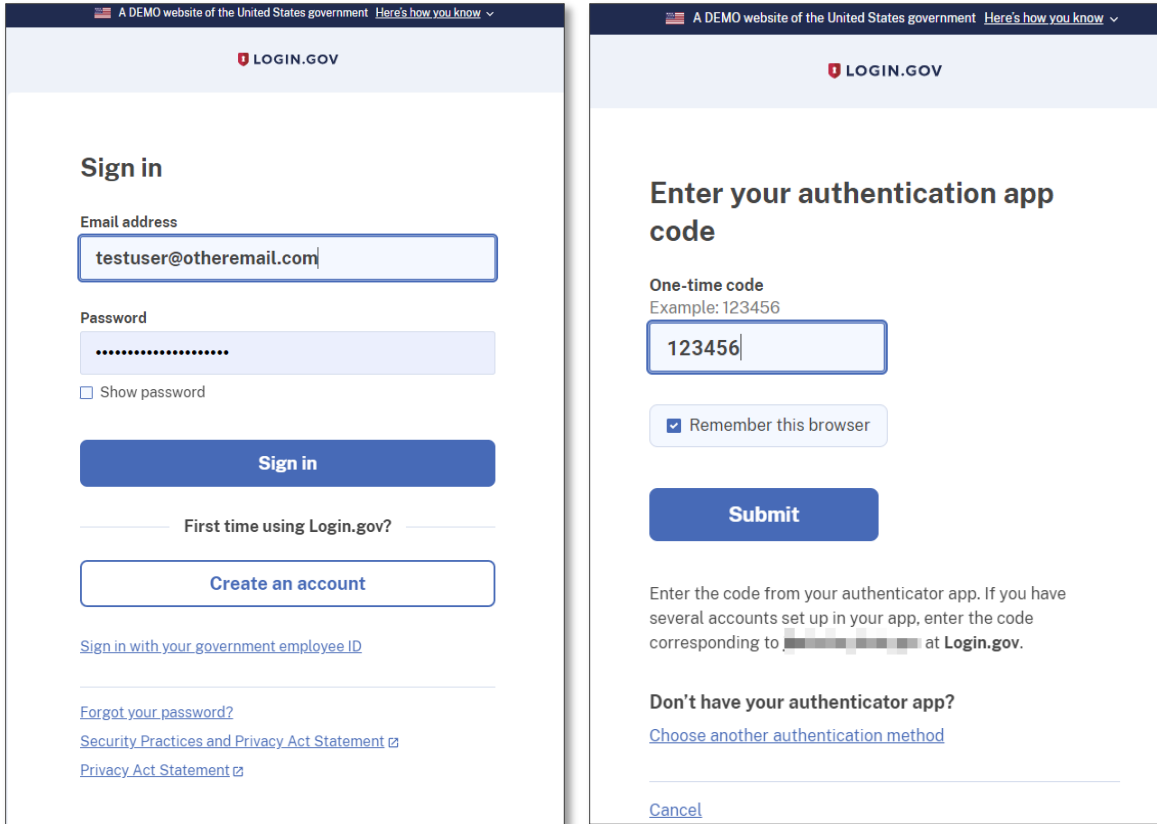 A DEMO website of the United States government Here's how you know
LOGIN.GOV
Sign in
Email address
testuser@otheremail.com
Password
Show password
Sign in
First time using Login.gov?
Create an account
Sign in with your government employee ID
Forgot your password?
Security Practices and Privacy Act Statement
Privacy Act Statement
A DEMO website of the United States government Here's how you know
LOGIN.GOV
Enter your authentication app
code
One-time code
Example: 123456
123456
Remember this browser
Submit
Enter the code from your authenticator app. If you have
several accounts set up in your app, enter the code
corresponding to at Login.gov.
Don't have your authenticator app?
Choose another authentication method
Cancel